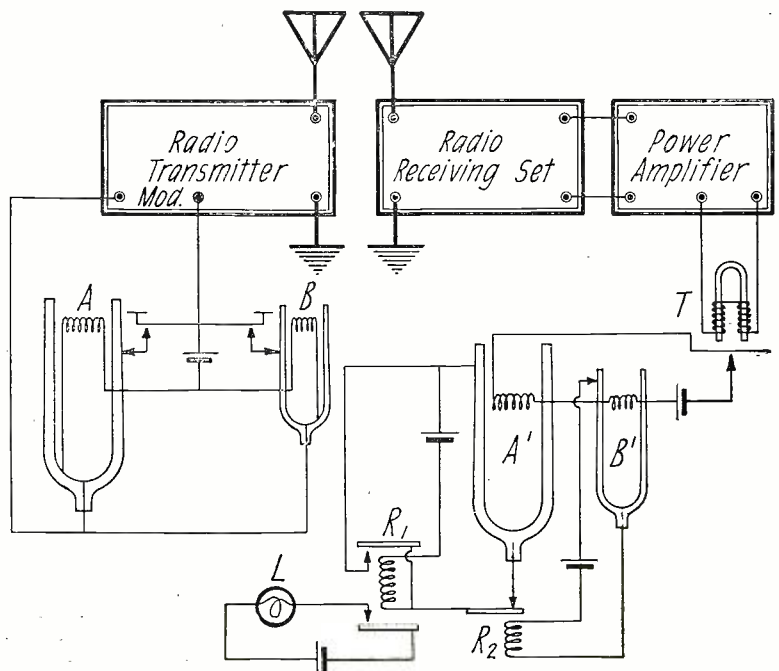 Radio
Transmitter
Mod.
Radio
Receiving Set
Power
Amplifier
A
B
T
A'
B'
R1
L
R2